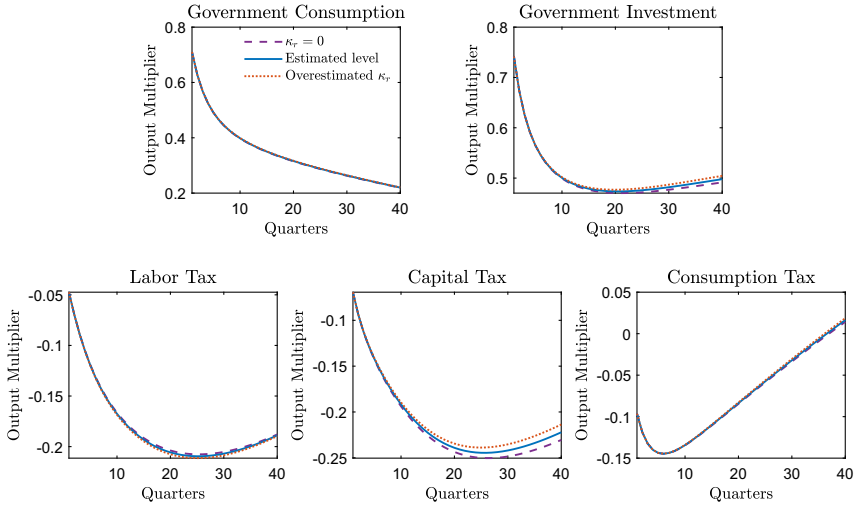 Government Consumption
Output Multiplier
0.8
0.6
0.4
0.2
κr = 0
Estimated level
Overestimated κr
10 20 30 40
Quarters
Government Investment
Output Multiplier
0.8
0.7
0.6
0.5
10 20 30 40
Quarters
Labor Tax
Output Multiplier
-0.05
-0.1
-0.15
-0.2
10 20 30 40
Quarters
Capital Tax
Output Multiplier
-0.1
-0.15
-0.2
-0.25
10 20 30 40
Quarters
Consumption Tax
Output Multiplier
0.05
0
-0.05
-0.1
-0.15
10 20 30 40
Quarters